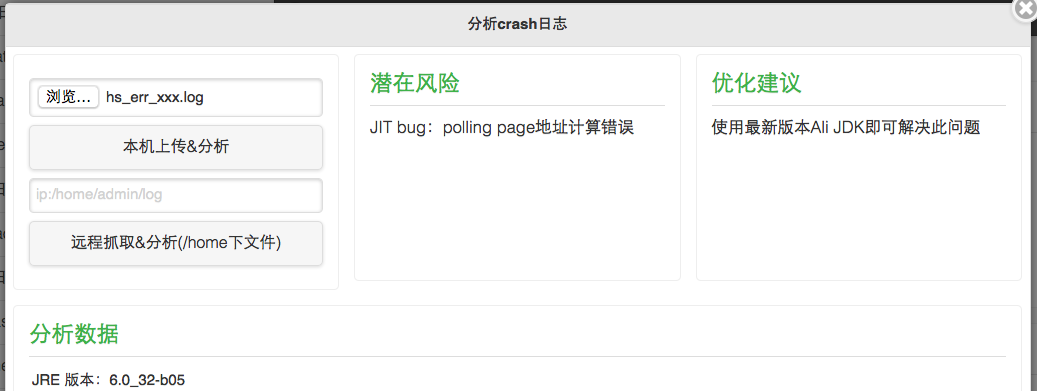 分析crash日志
浏览... hs_err_xxx.log
本机上传&分析
ip:/home/admin/log
远程抓取&分析(/home下文件)
潜在风险
JIT bug：polling page地址计算错误
优化建议
使用最新版本Ali JDK即可解决此问题
分析数据
JRE 版本：6.0_32-b05